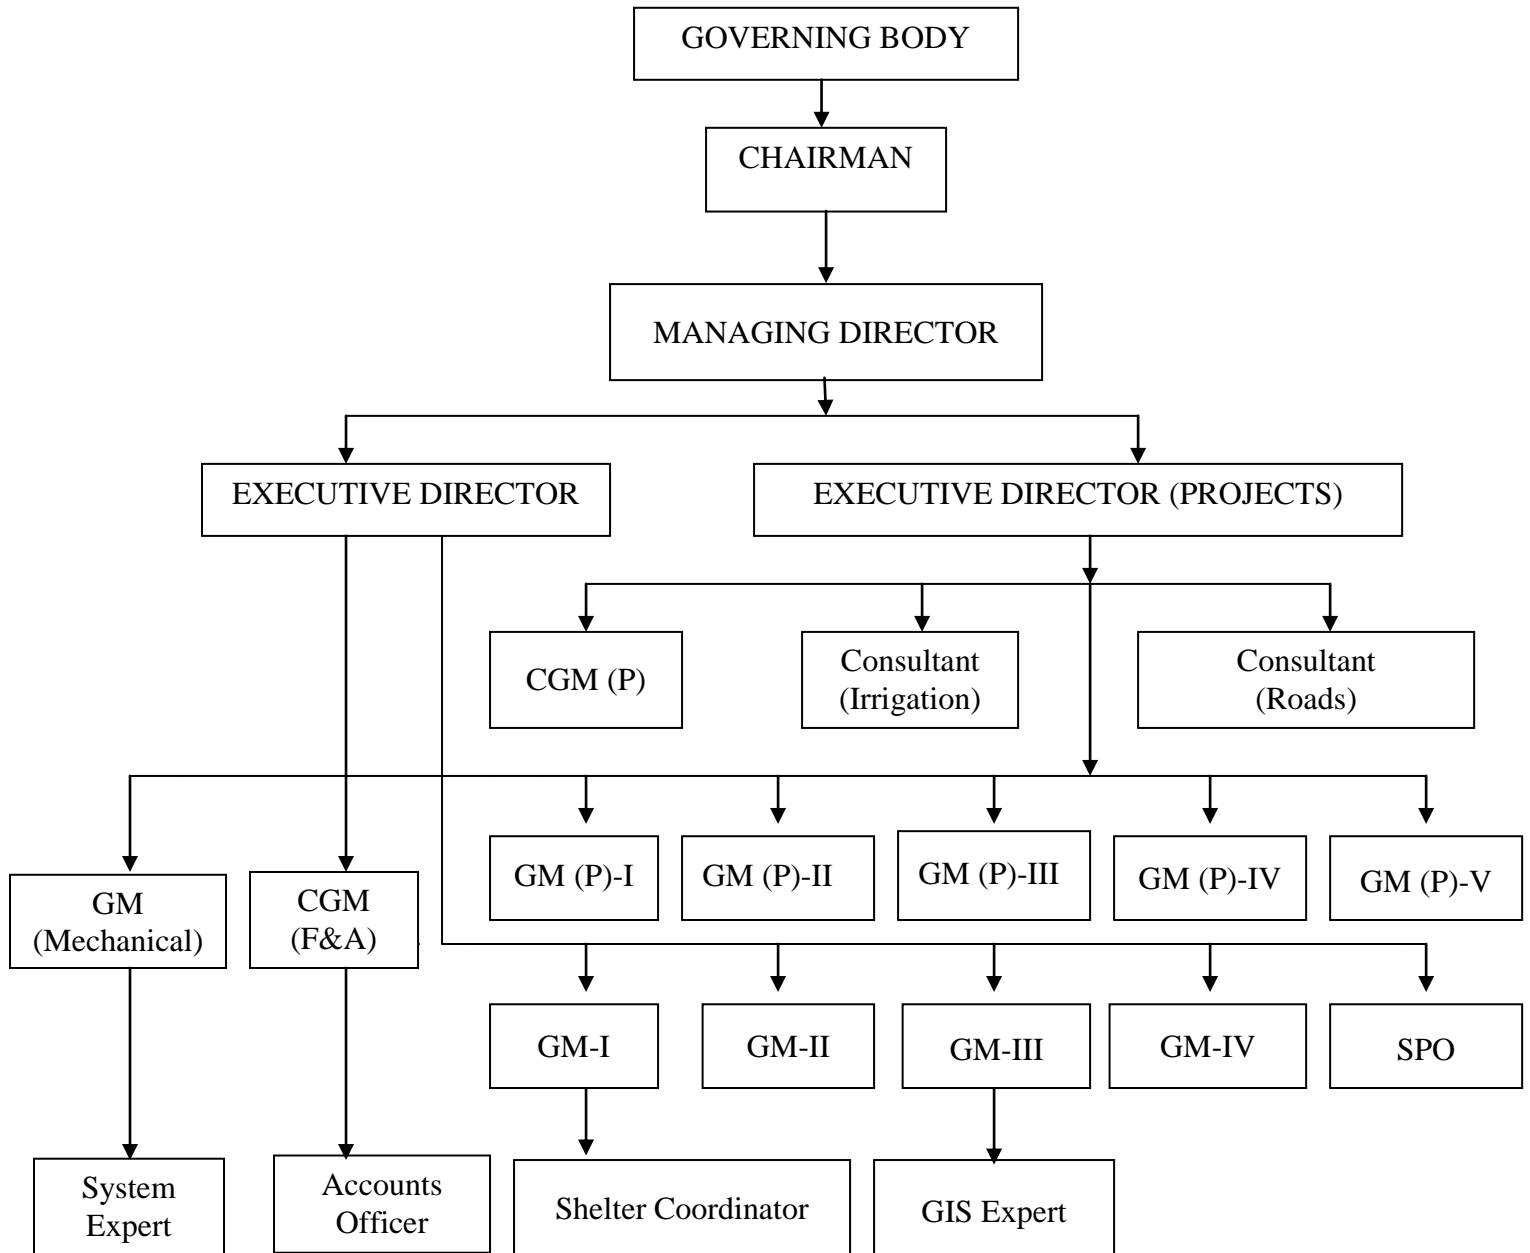 GOVERNING BODY
CHAIRMAN
MANAGING DIRECTOR
EXECUTIVE DIRECTOR
EXECUTIVE DIRECTOR (PROJECTS)
CGM (P)
Consultant
(Irrigation)
Consultant
(Roads)
GM (P)-I
GM (P)-II
GM (P)-III
GM (P)-IV
GM (P)-V
GM
(Mechanical)
CGM
(F&A)
GM-I
GM-II
GM-III
GM-IV
SPO
System
Expert
Accounts
Officer
Shelter Coordinator
GIS Expert